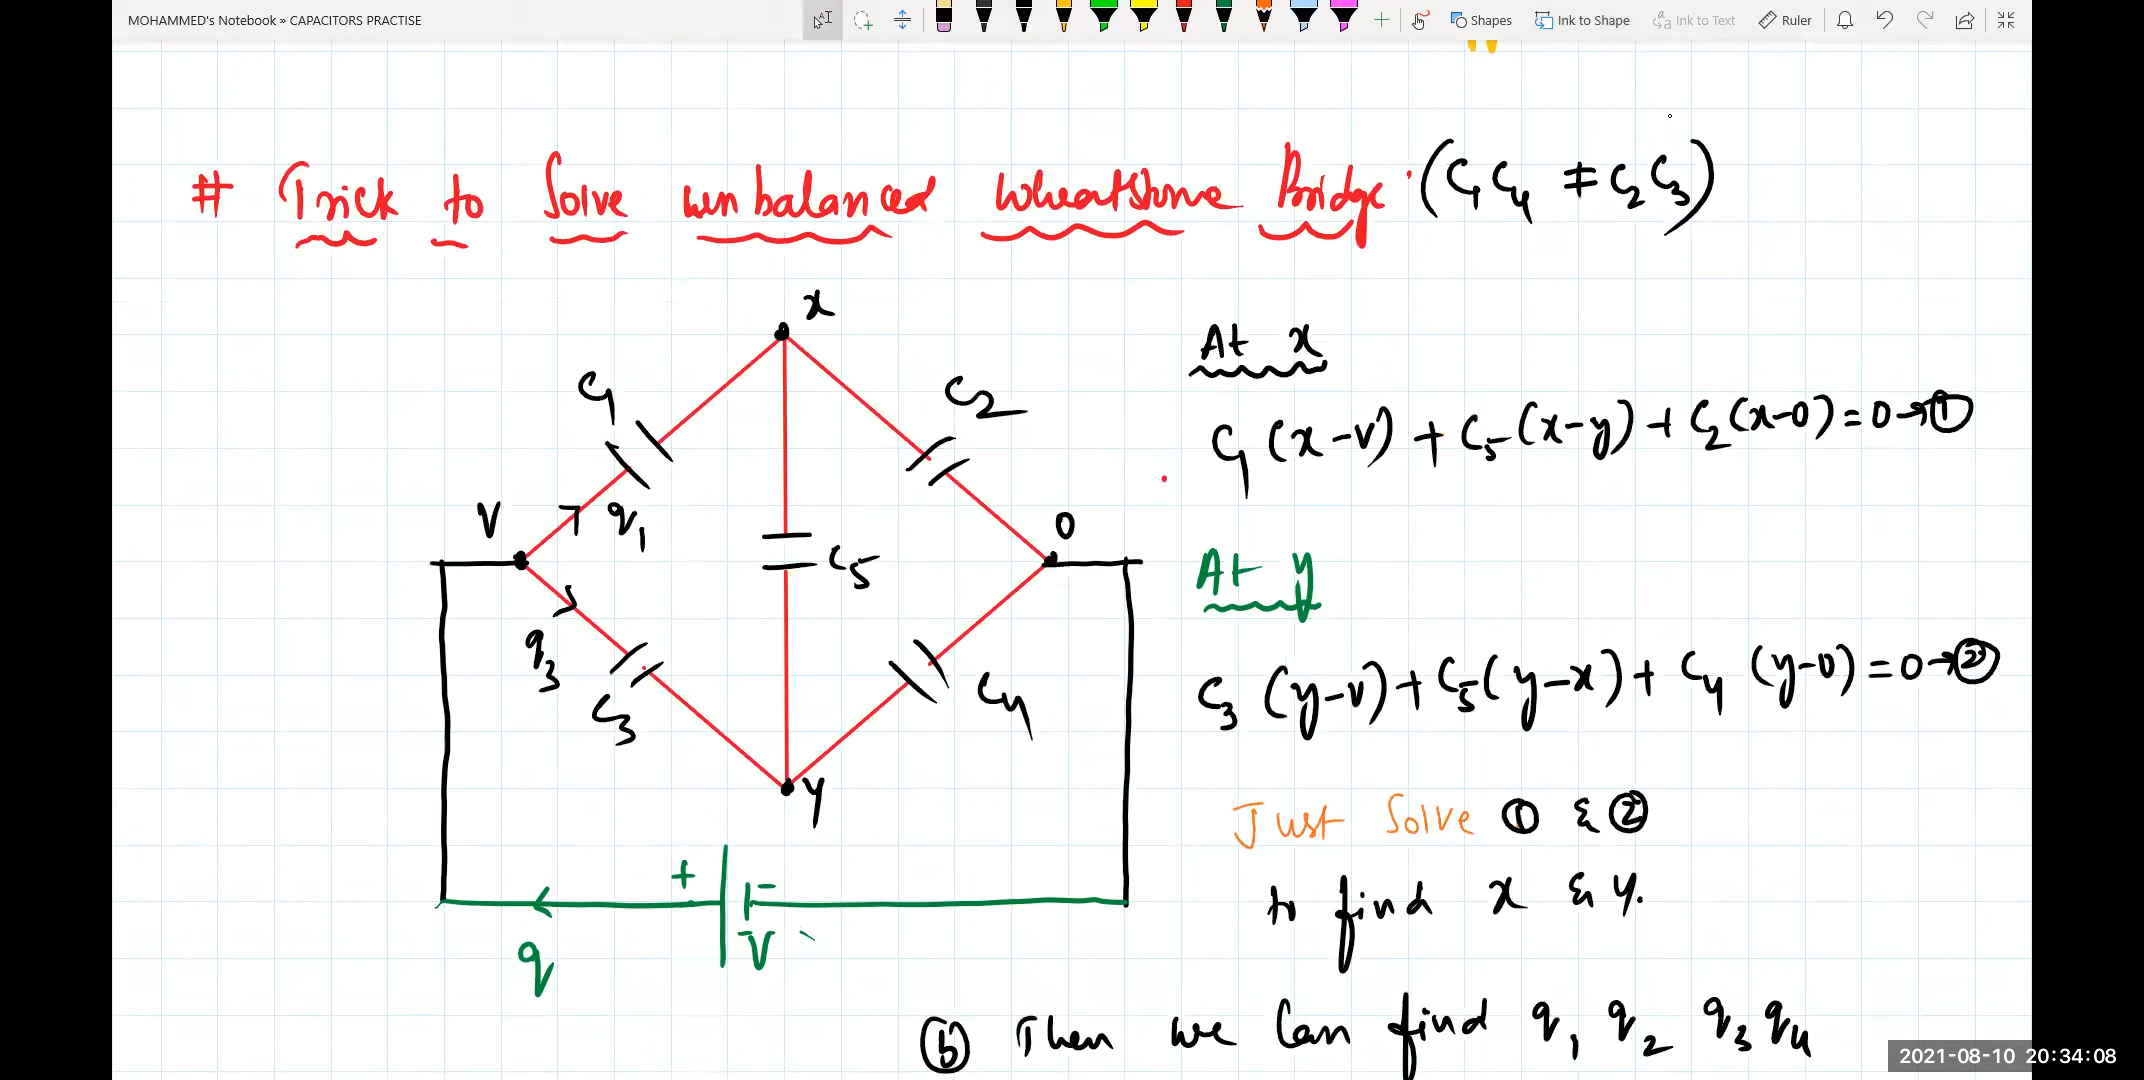 MOHAMMED's Notebook » CAPACITORS PRACTISE
Shapes Ink to Shape Ink to Text Ruler
# Trick to Solve unbalanced wheatstone Bridge. (C₁C₄ ≠ C₂C₃)
x
At x
C₁ C₂
C₁(x-V) + C₅(x-y) + C₂(x-0) = 0 → ①
V q₁ 0
C₅
At y
q₃
C₃ C₄
C₃(y-V) + C₅(y-x) + C₄(y-0) = 0 → ②
y
Just Solve ① & ②
+ -
to find x & y.
q V
ⓑ Then we Can find q₁ q₂ q₃ q₄
2021-08-10 20:34:08